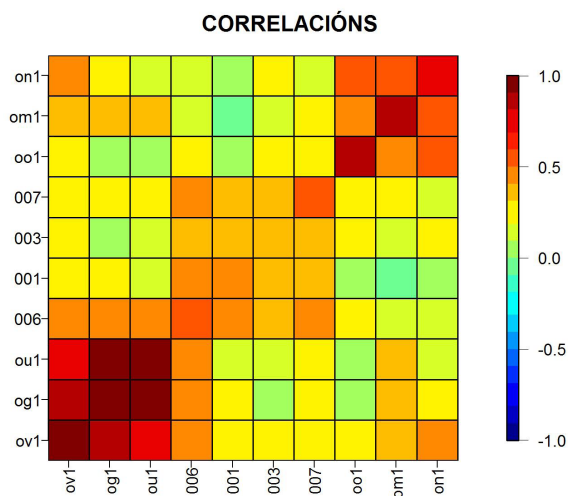 CORRELACIÓNS
on1
om1
oo1
007
003
001
006
ou1
og1
ov1
ov1 og1 ou1 006 001 003 007 oo1 om1 on1
1.0
0.5
0.0
-0.5
-1.0